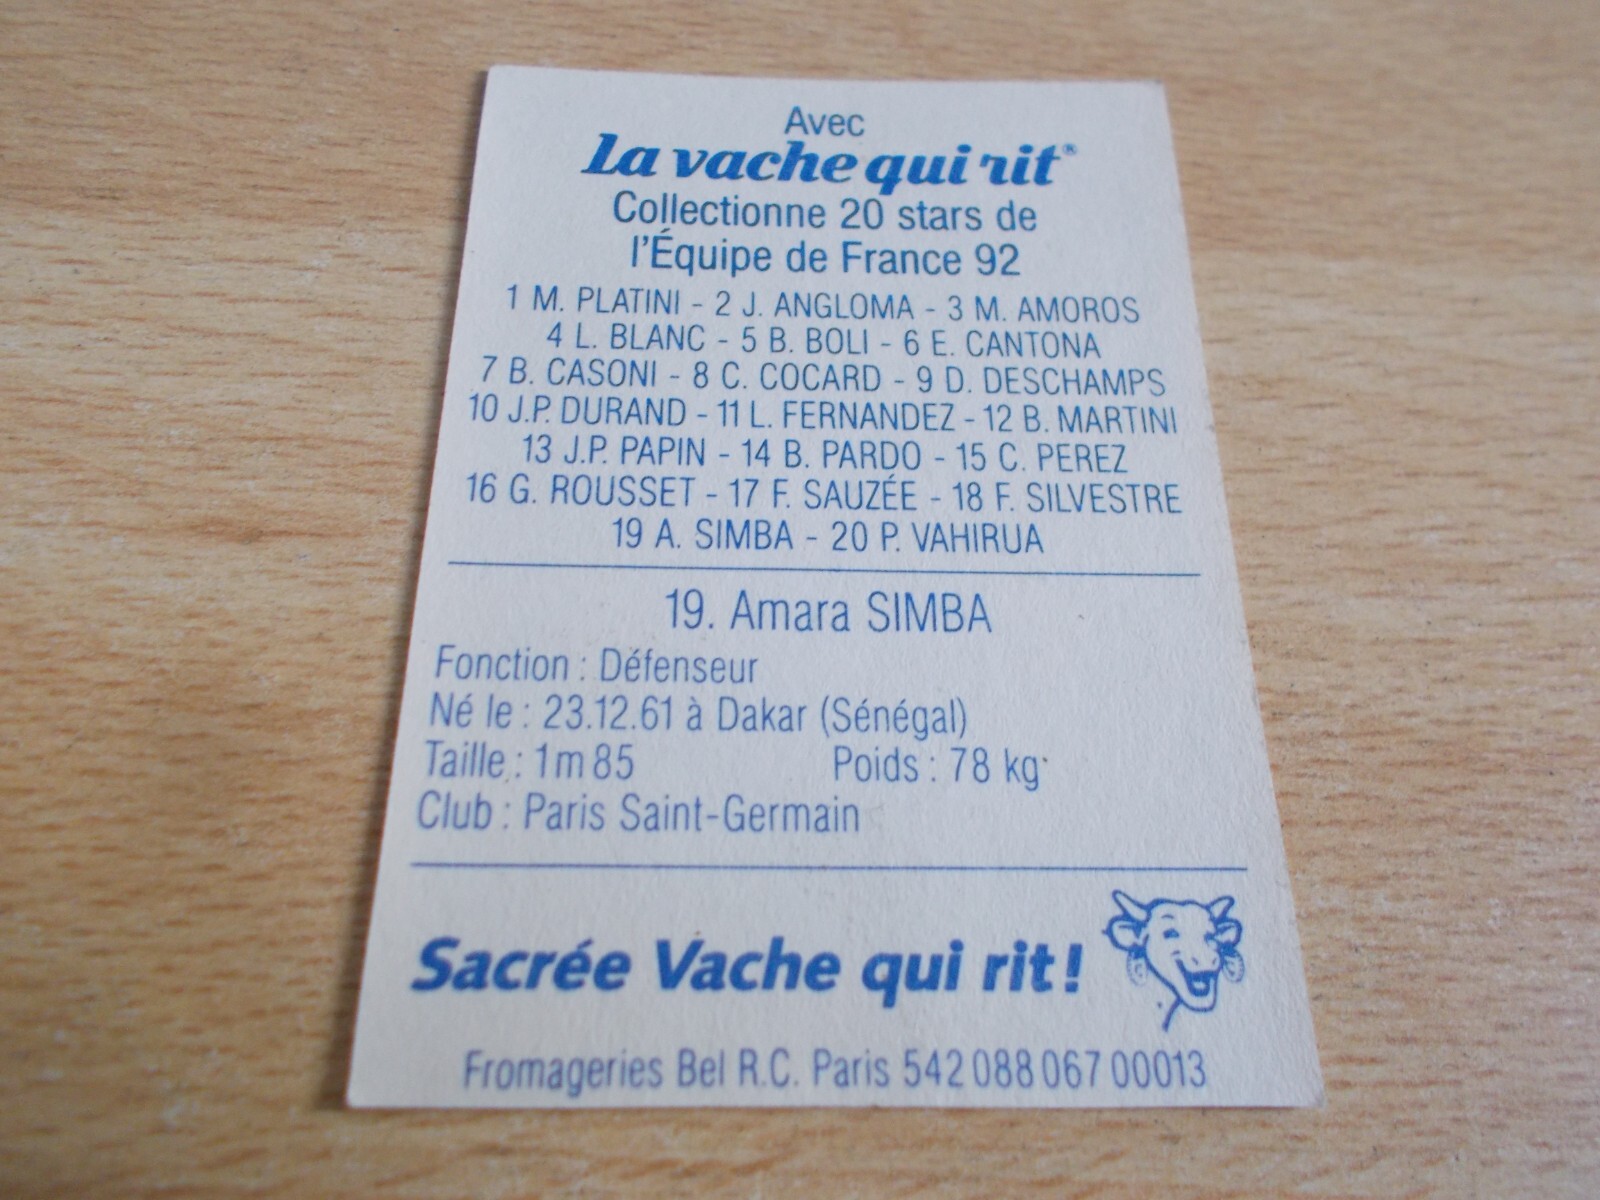 Avec
La vache qui rit®
Collectionne 20 stars de
l'Équipe de France 92
1 M. PLATINI - 2 J. ANGLOMA - 3 M. AMOROS
4 L. BLANC - 5 B. BOLI - 6 E. CANTONA
7 B. CASONI - 8 C. COCARD - 9 D. DESCHAMPS
10 J.P. DURAND - 11 L. FERNANDEZ - 12 B. MARTINI
13 J.P. PAPIN - 14 B. PARDO - 15 C. PEREZ
16 G. ROUSSET - 17 F. SAUZÉE - 18 F. SILVESTRE
19 A. SIMBA - 20 P. VAHIRUA
19. Amara SIMBA
Fonction : Défenseur
Né le : 23.12.61 à Dakar (Sénégal)
Taille : 1m 85 Poids : 78 kg
Club : Paris Saint-Germain
Sacrée Vache qui rit!
Fromageries Bel R.C. Paris 542 088 067 00013